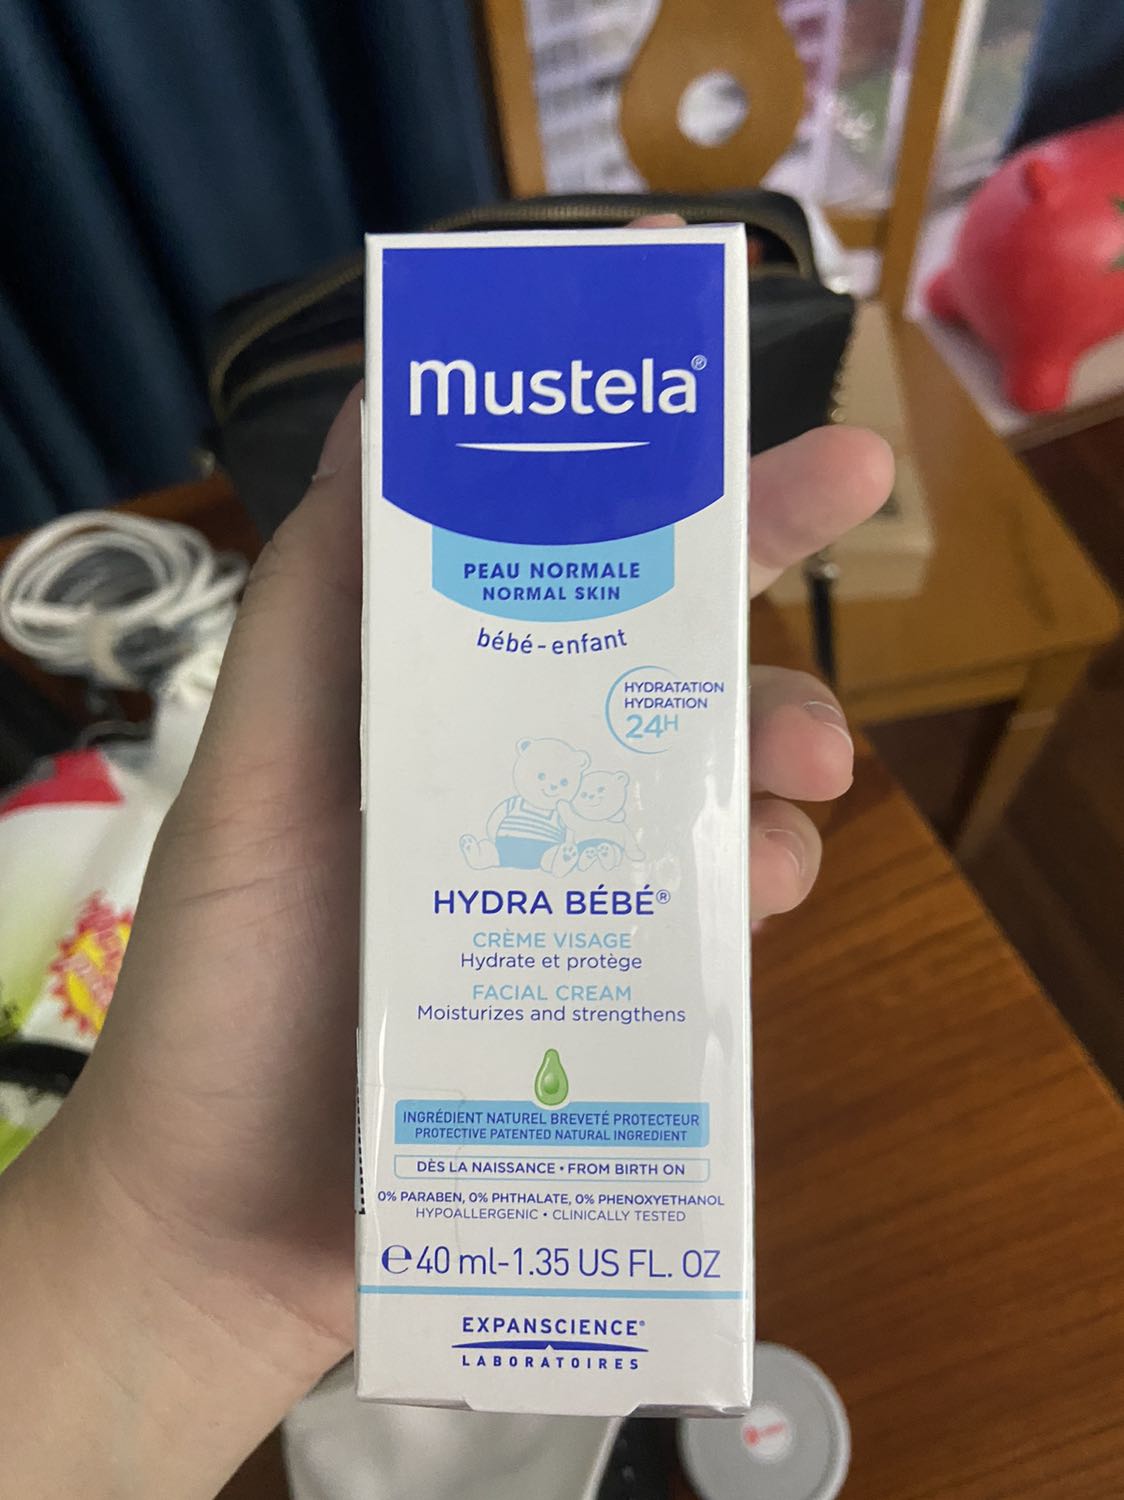 mustela®
PEAU NORMALE
NORMAL SKIN
bébé-enfant
HYDRATATION
HYDRATION
24H
HYDRA BÉBÉ®
CRÈME VISAGE
Hydrate et protège
FACIAL CREAM
Moisturizes and strengthens
INGRÉDIENT NATUREL BREVETÉ PROTECTEUR
PROTECTIVE PATENTED NATURAL INGREDIENT
DÈS LA NAISSANCE • FROM BIRTH ON
0% PARABEN, 0% PHTHALATE, 0% PHENOXYETHANOL
HYPOALLERGENIC • CLINICALLY TESTED
℮40 ml-1.35 US FL. OZ
EXPANSCIENCE®
LABORATOIRES